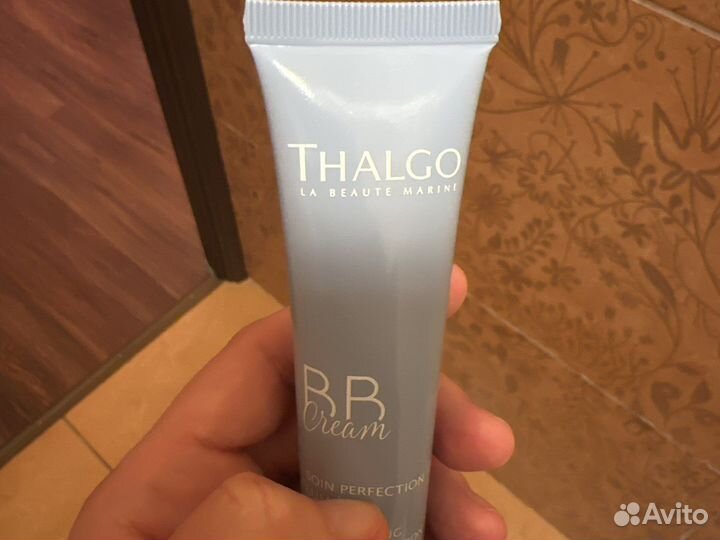 THALGO
LA BEAUTE MARINE
BB
Cream
SOIN PERFECTION
Avito